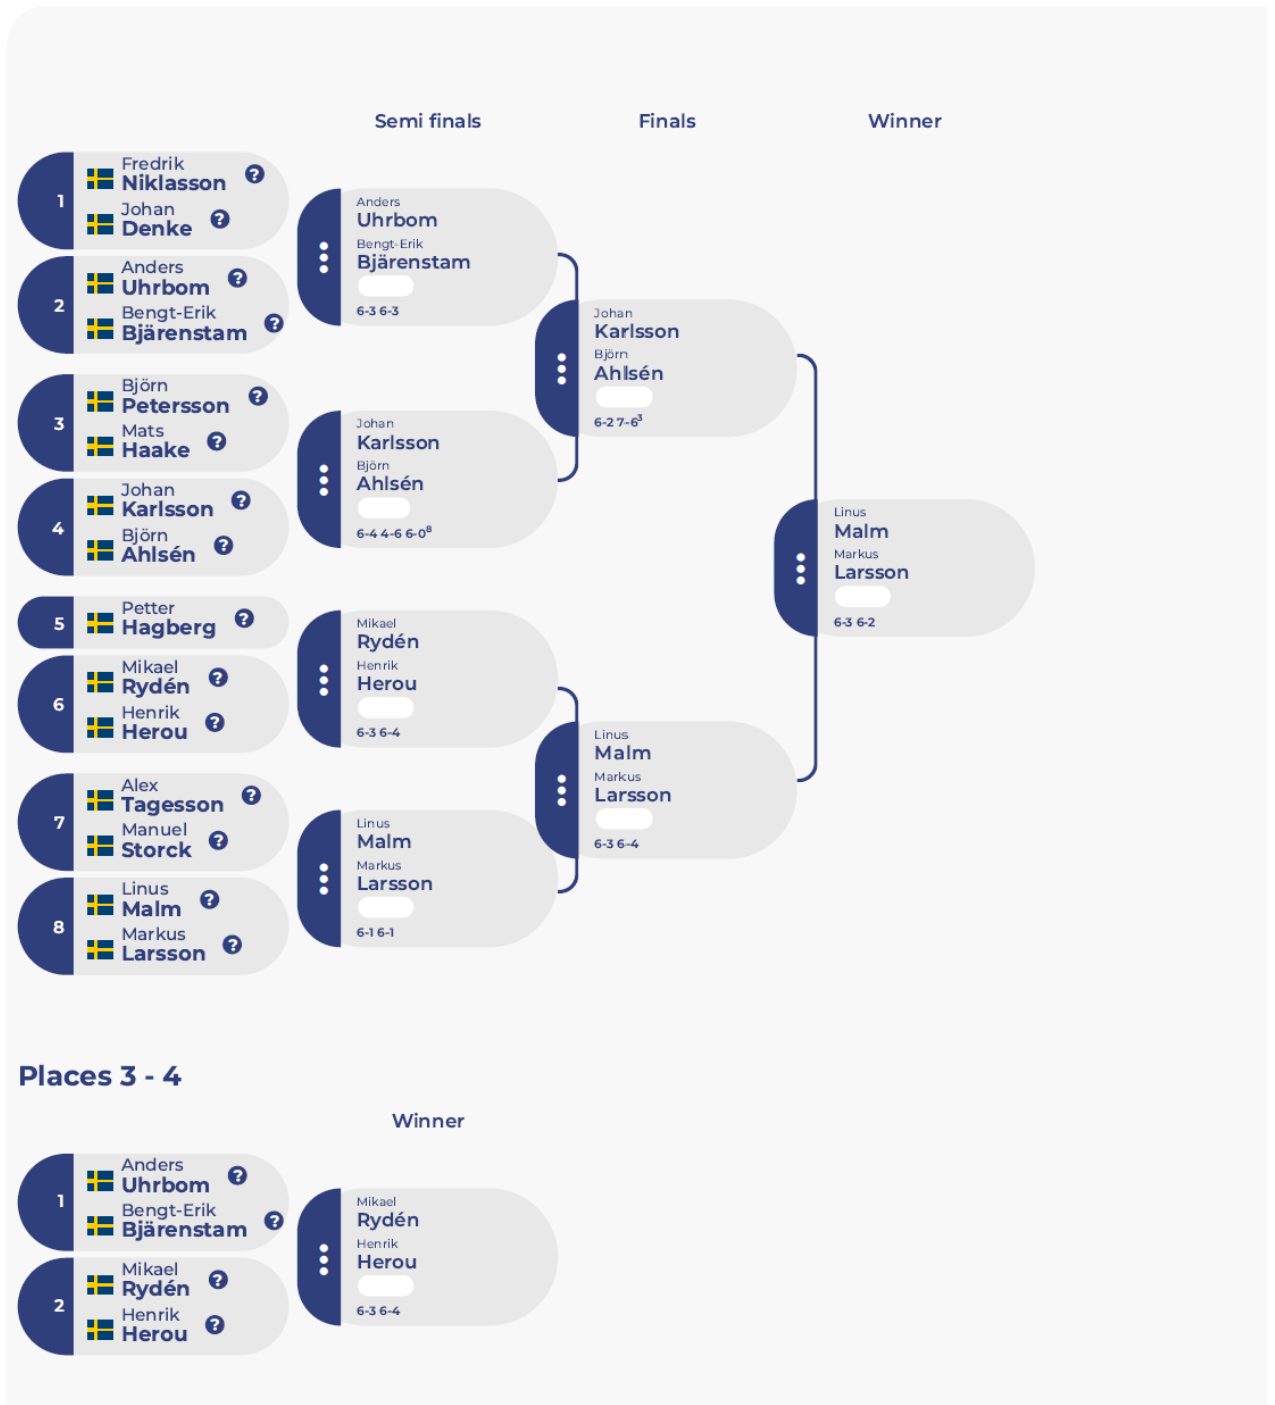 Semi finals
Finals
Winner
1
Fredrik
Niklasson
?
Johan
Denke
?
2
Anders
Uhrbom
?
Bengt-Erik
Bjärenstam
?
3
Björn
Petersson
?
Mats
Haake
?
4
Johan
Karlsson
?
Björn
Ahlsén
?
5
Petter
Hagberg
?
6
Mikael
Rydén
?
Henrik
Herou
?
7
Alex
Tagesson
?
Manuel
Storck
?
8
Linus
Malm
?
Markus
Larsson
?
Anders
Uhrbom
Bengt-Erik
Bjärenstam
6-3 6-3
Johan
Karlsson
Björn
Ahlsén
6-4 4-6 6-0⁸
Mikael
Rydén
Henrik
Herou
6-3 6-4
Linus
Malm
Markus
Larsson
6-1 6-1
Johan
Karlsson
Björn
Ahlsén
6-2 7-6³
Linus
Malm
Markus
Larsson
6-3 6-4
Linus
Malm
Markus
Larsson
6-3 6-2
Places 3 - 4
Winner
1
Anders
Uhrbom
?
Bengt-Erik
Bjärenstam
?
2
Mikael
Rydén
?
Henrik
Herou
?
Mikael
Rydén
Henrik
Herou
6-3 6-4